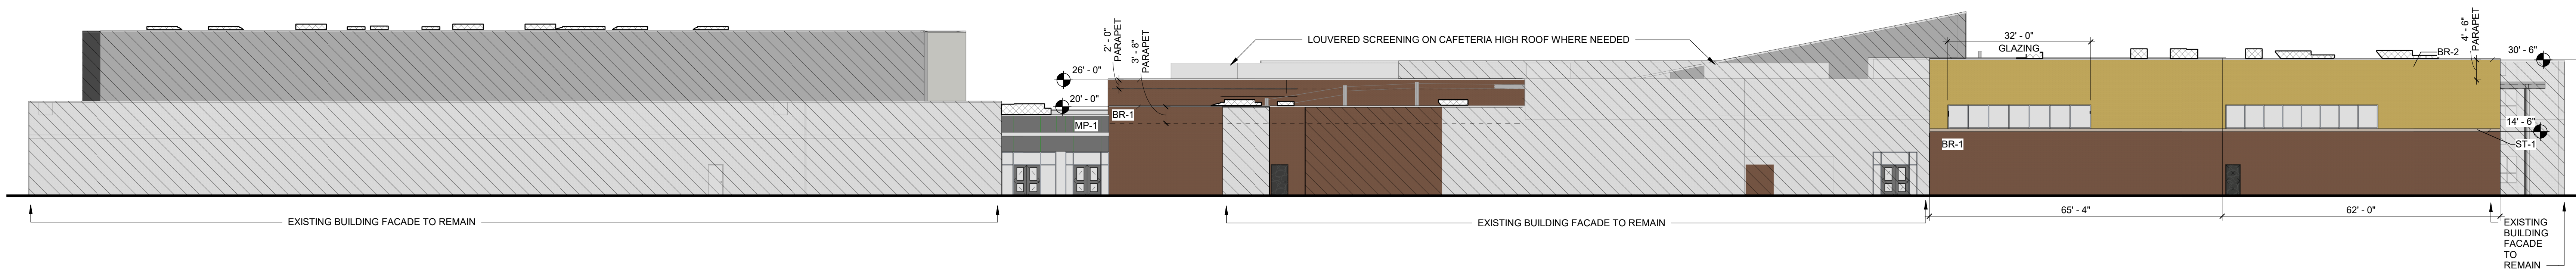 2' - 0"
PARAPET
3' - 8"
PARAPET
LOUVERED SCREENING ON CAFETERIA HIGH ROOF WHERE NEEDED
32' - 0"
GLAZING
4' - 6"
PARAPET
BR-2
30' - 6"
26' - 0"
20' - 0"
BR-1
MP-1
14' - 6"
BR-1
ST-1
65' - 4"
62' - 0"
EXISTING BUILDING FACADE TO REMAIN
EXISTING BUILDING FACADE TO REMAIN
EXISTING
BUILDING
FACADE
TO
REMAIN